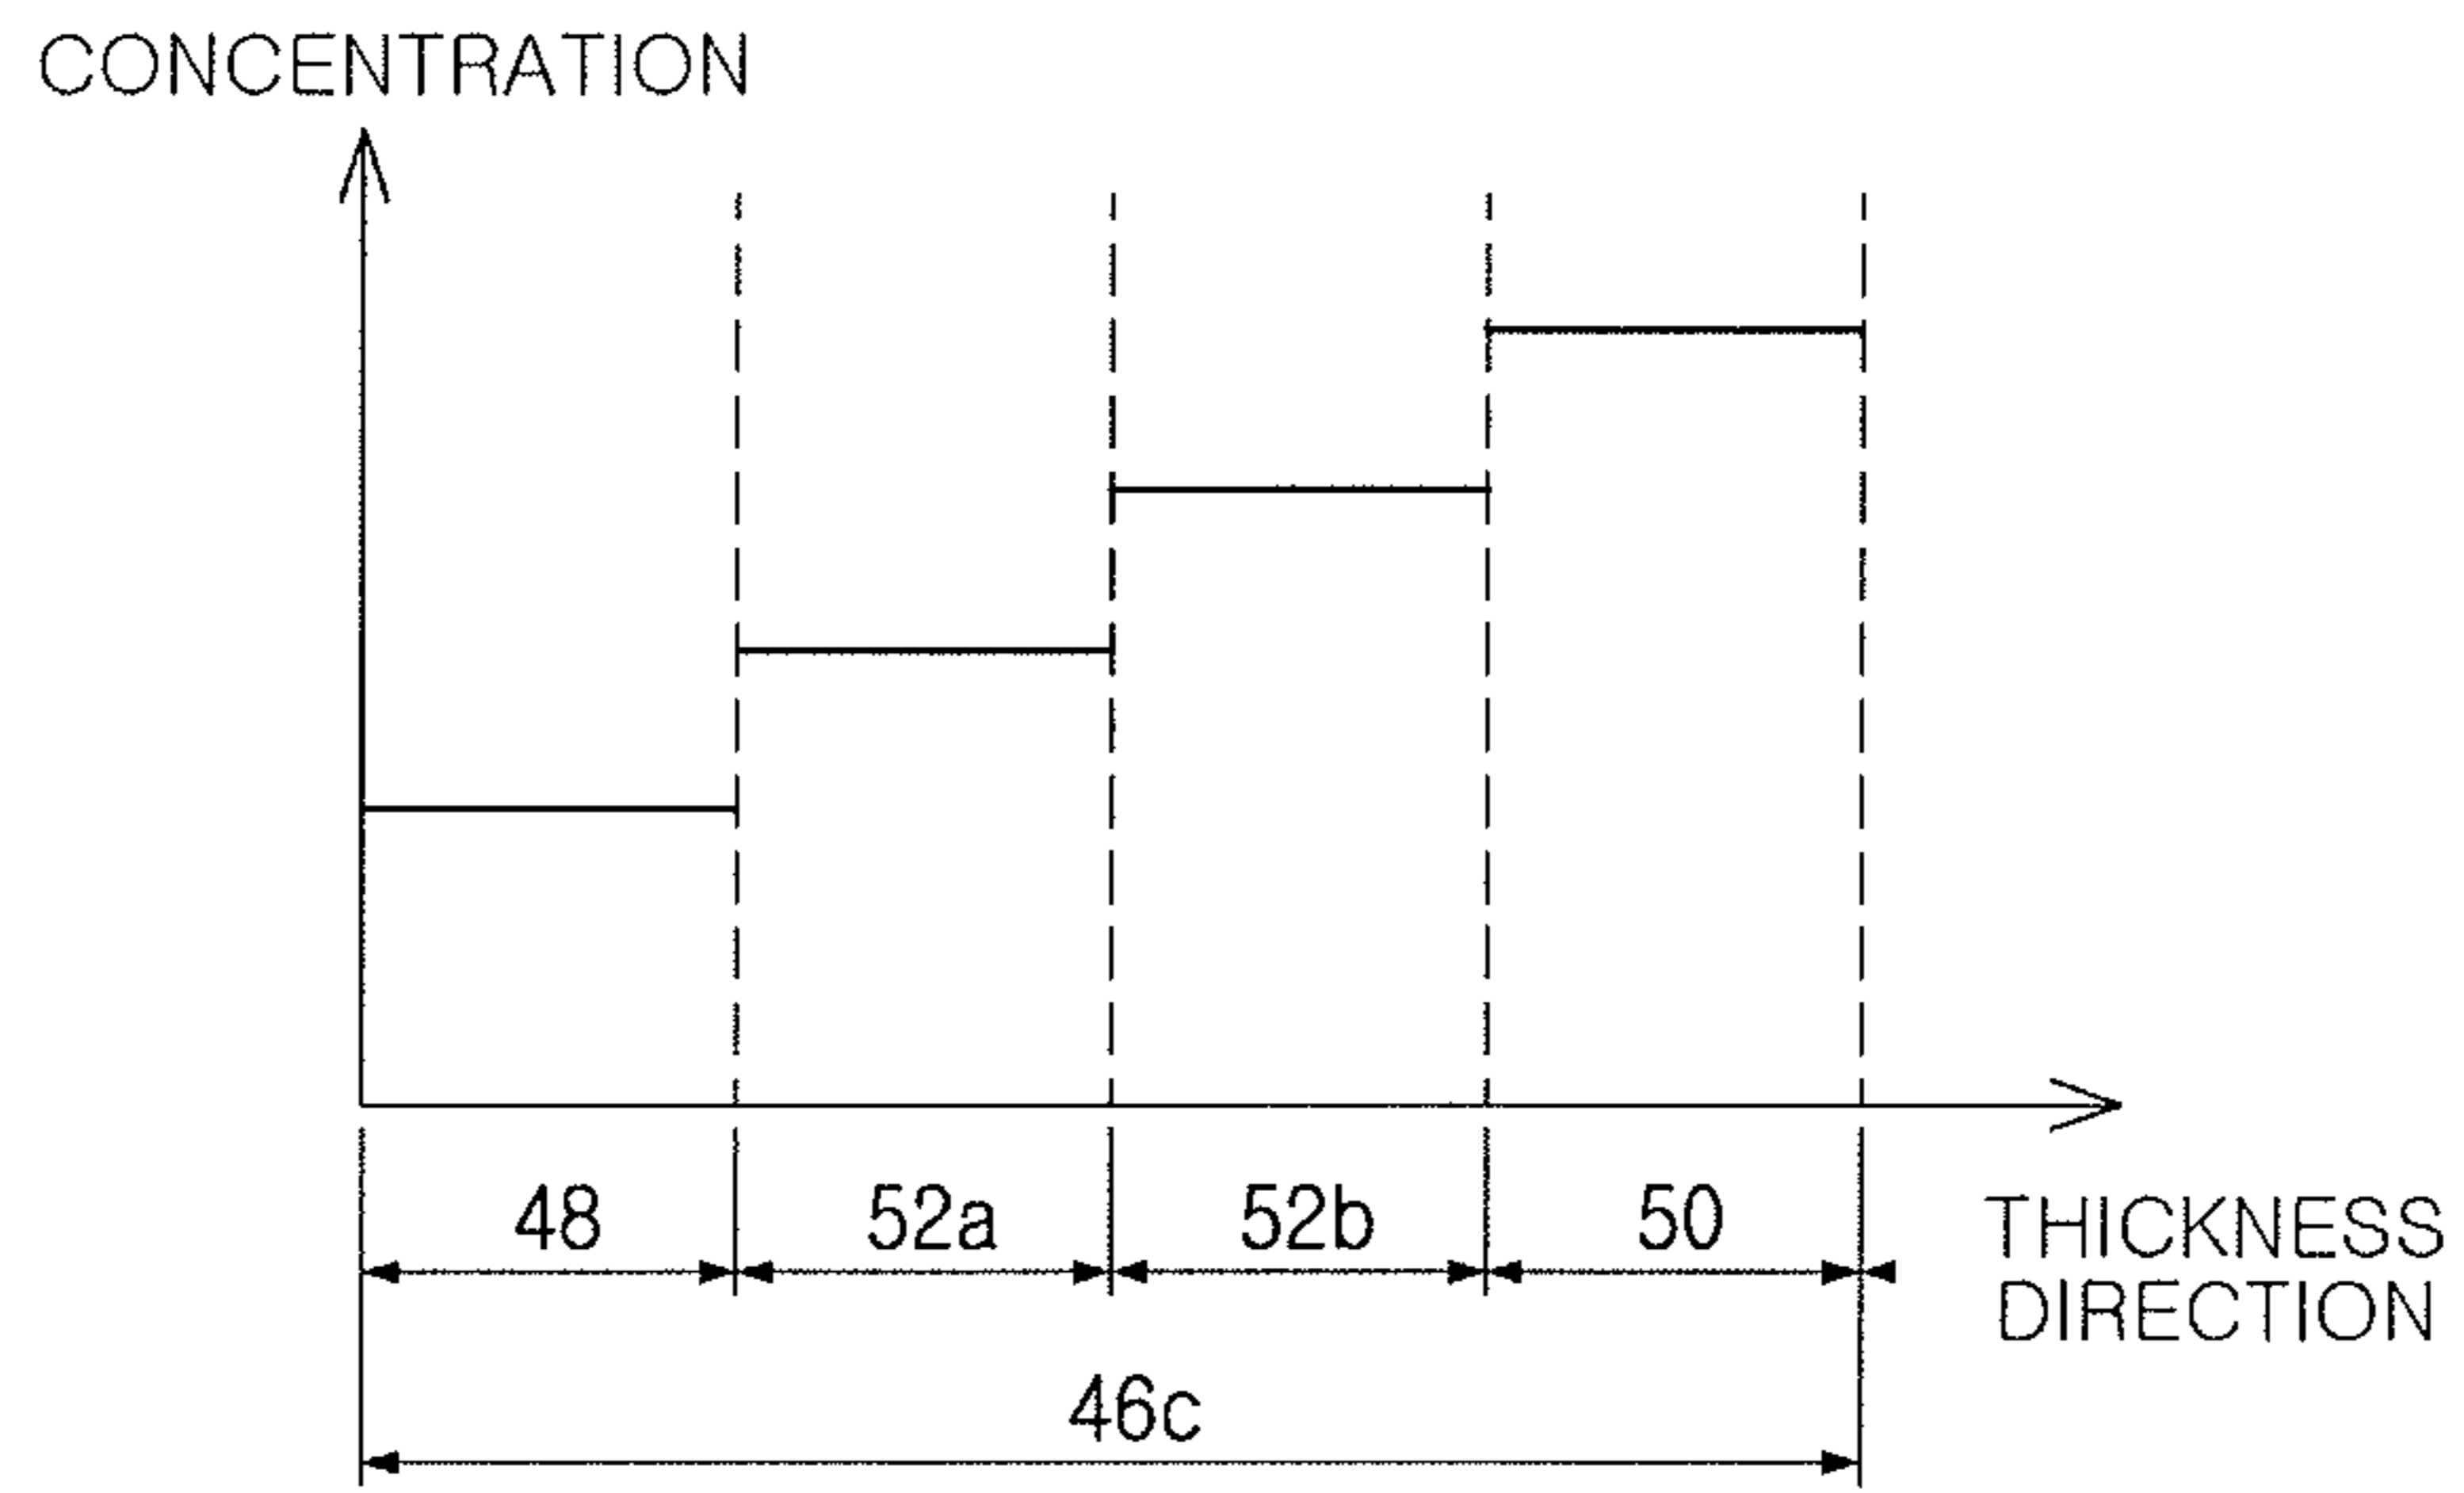 CONCENTRATION
48
52a
52b
50
THICKNESS
DIRECTION
46c